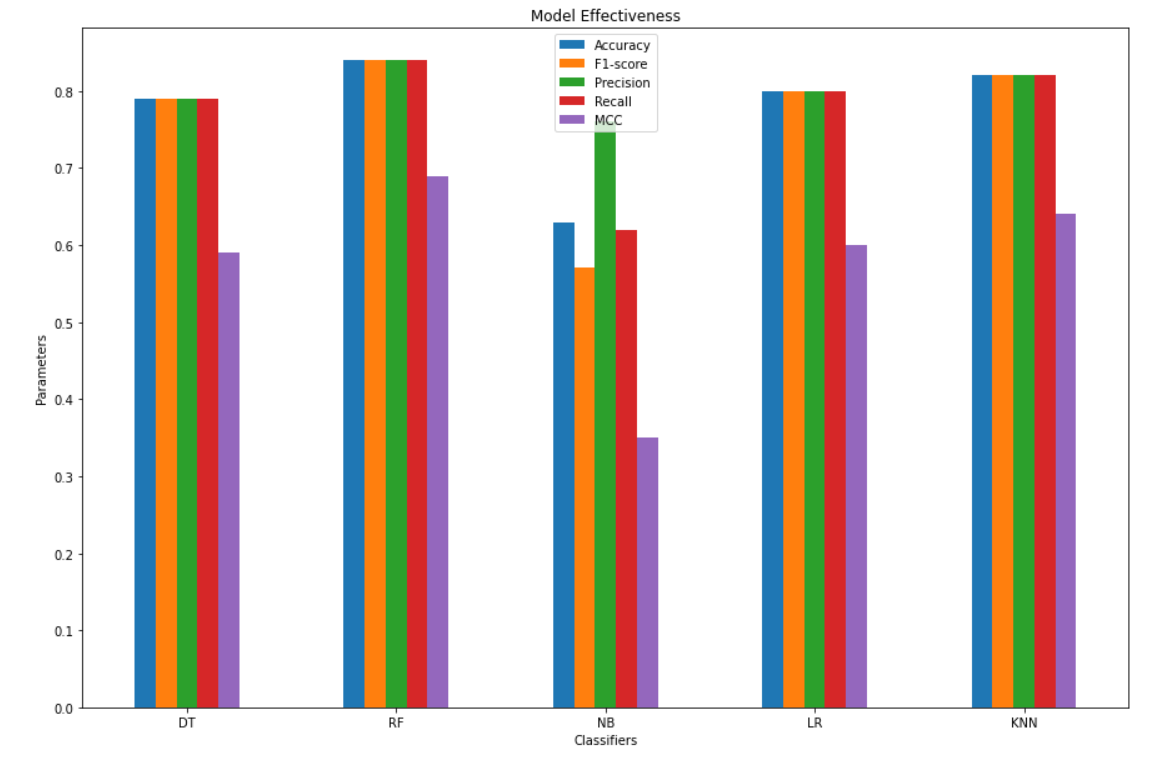 Model Effectiveness
Accuracy
F1-score
Precision
Recall
MCC
Parameters
0.8
0.7
0.6
0.5
0.4
0.3
0.2
0.1
0.0
DT RF NB LR KNN
Classifiers